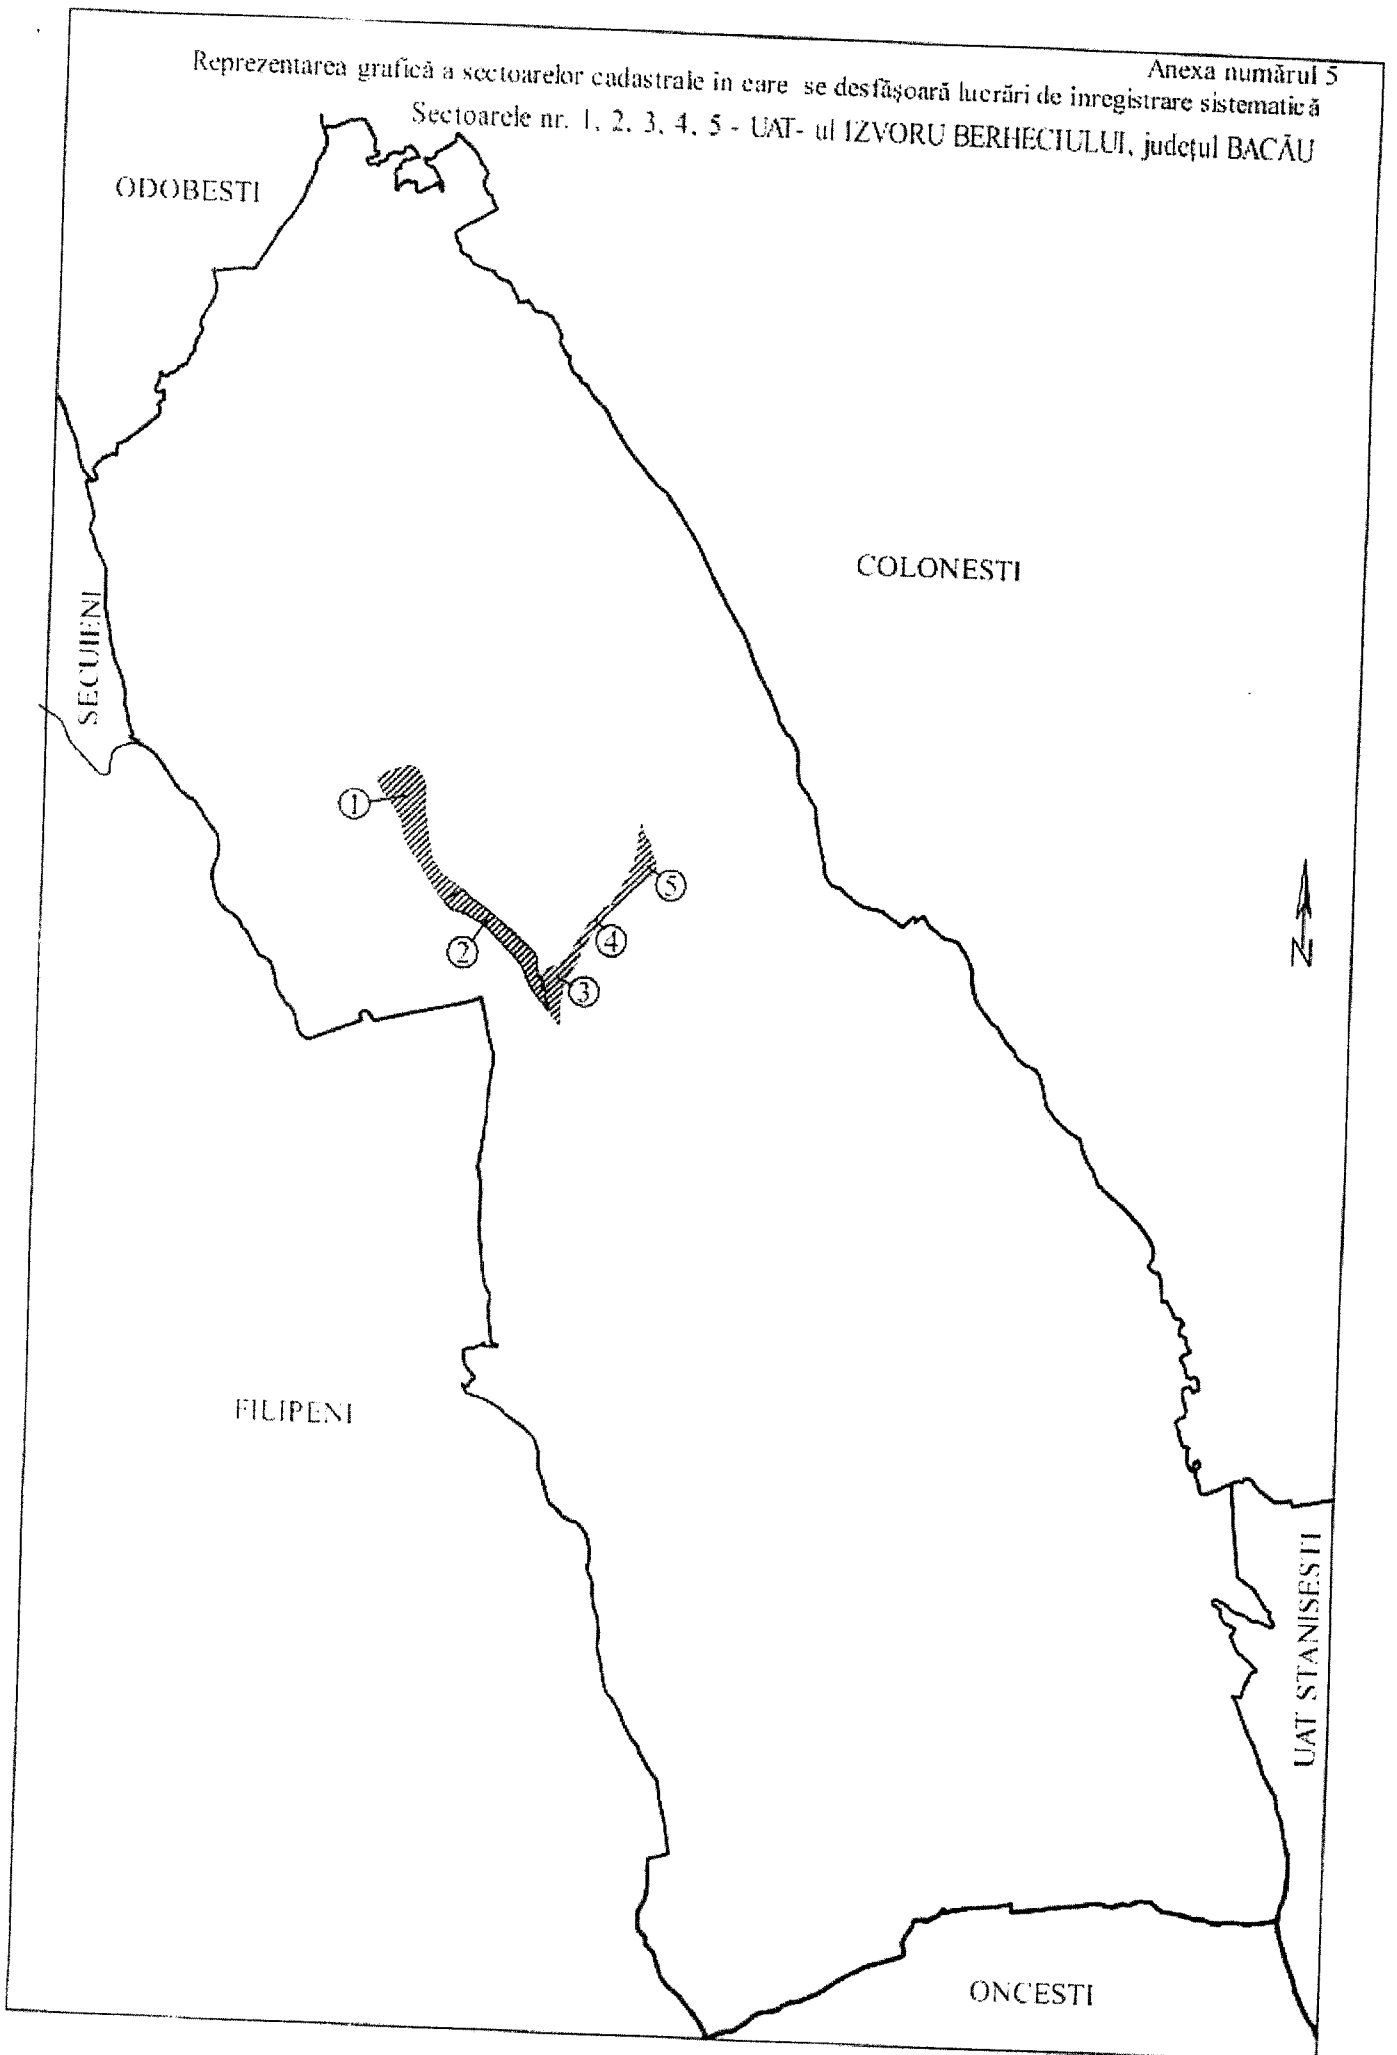 Anexa numărul 5
Reprezentarea grafică a sectoarelor cadastrale in care se desfăşoară lucrări de inregistrare sistematică
Sectoarele nr. 1, 2, 3, 4, 5 - UAT- ul IZVORU BERHECIULUI, judeţul BACĂU
ODOBESTI
COLONESTI
SECUIENI
1
5
2
4
3
N
FILIPENI
UAT STANISESTI
ONCESTI